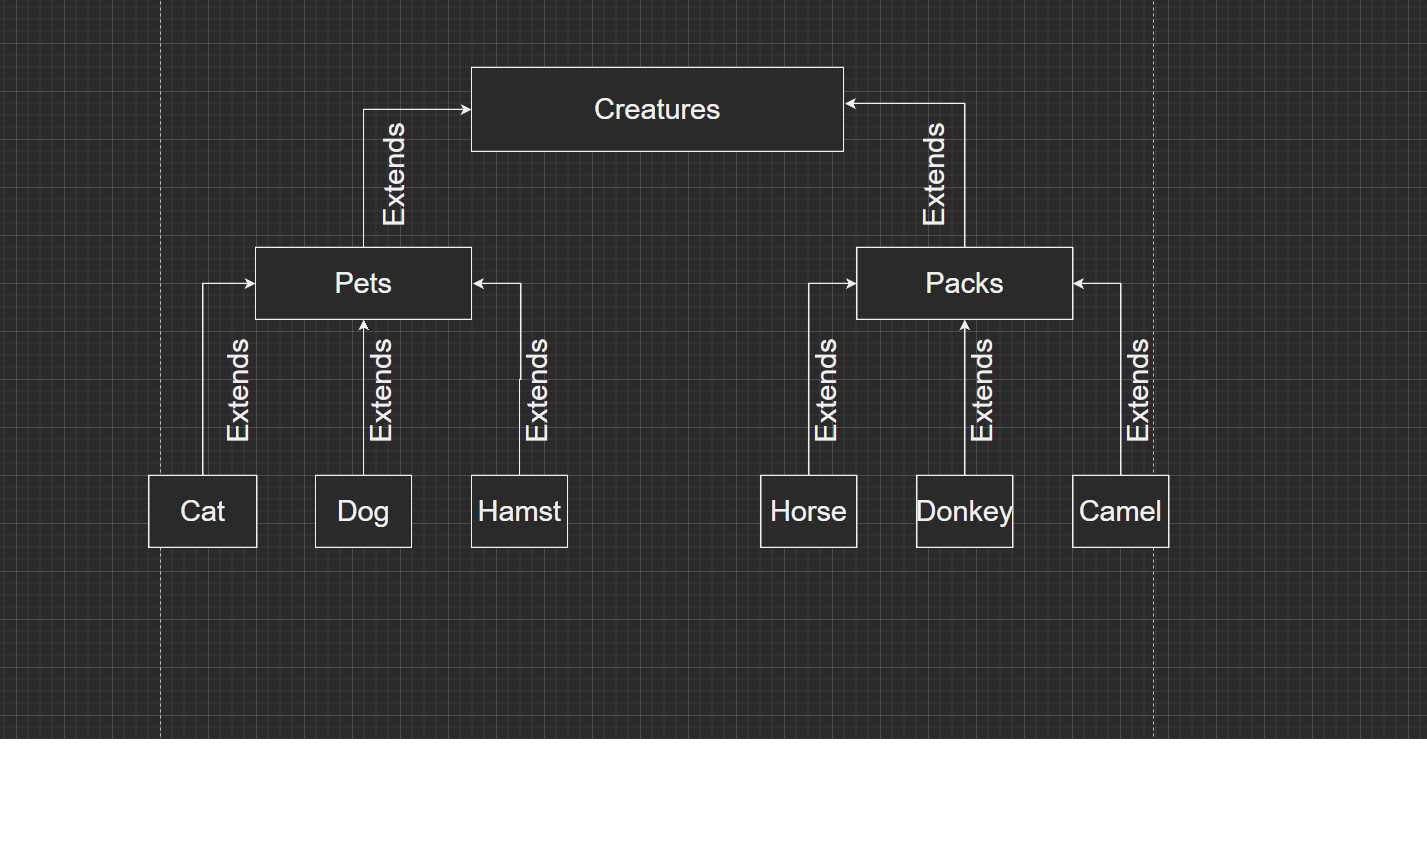 Creatures
Extends
Extends
Pets
Packs
Extends
Extends
Extends
Extends
Extends
Extends
Cat
Dog
Hamst
Horse
Donkey
Camel